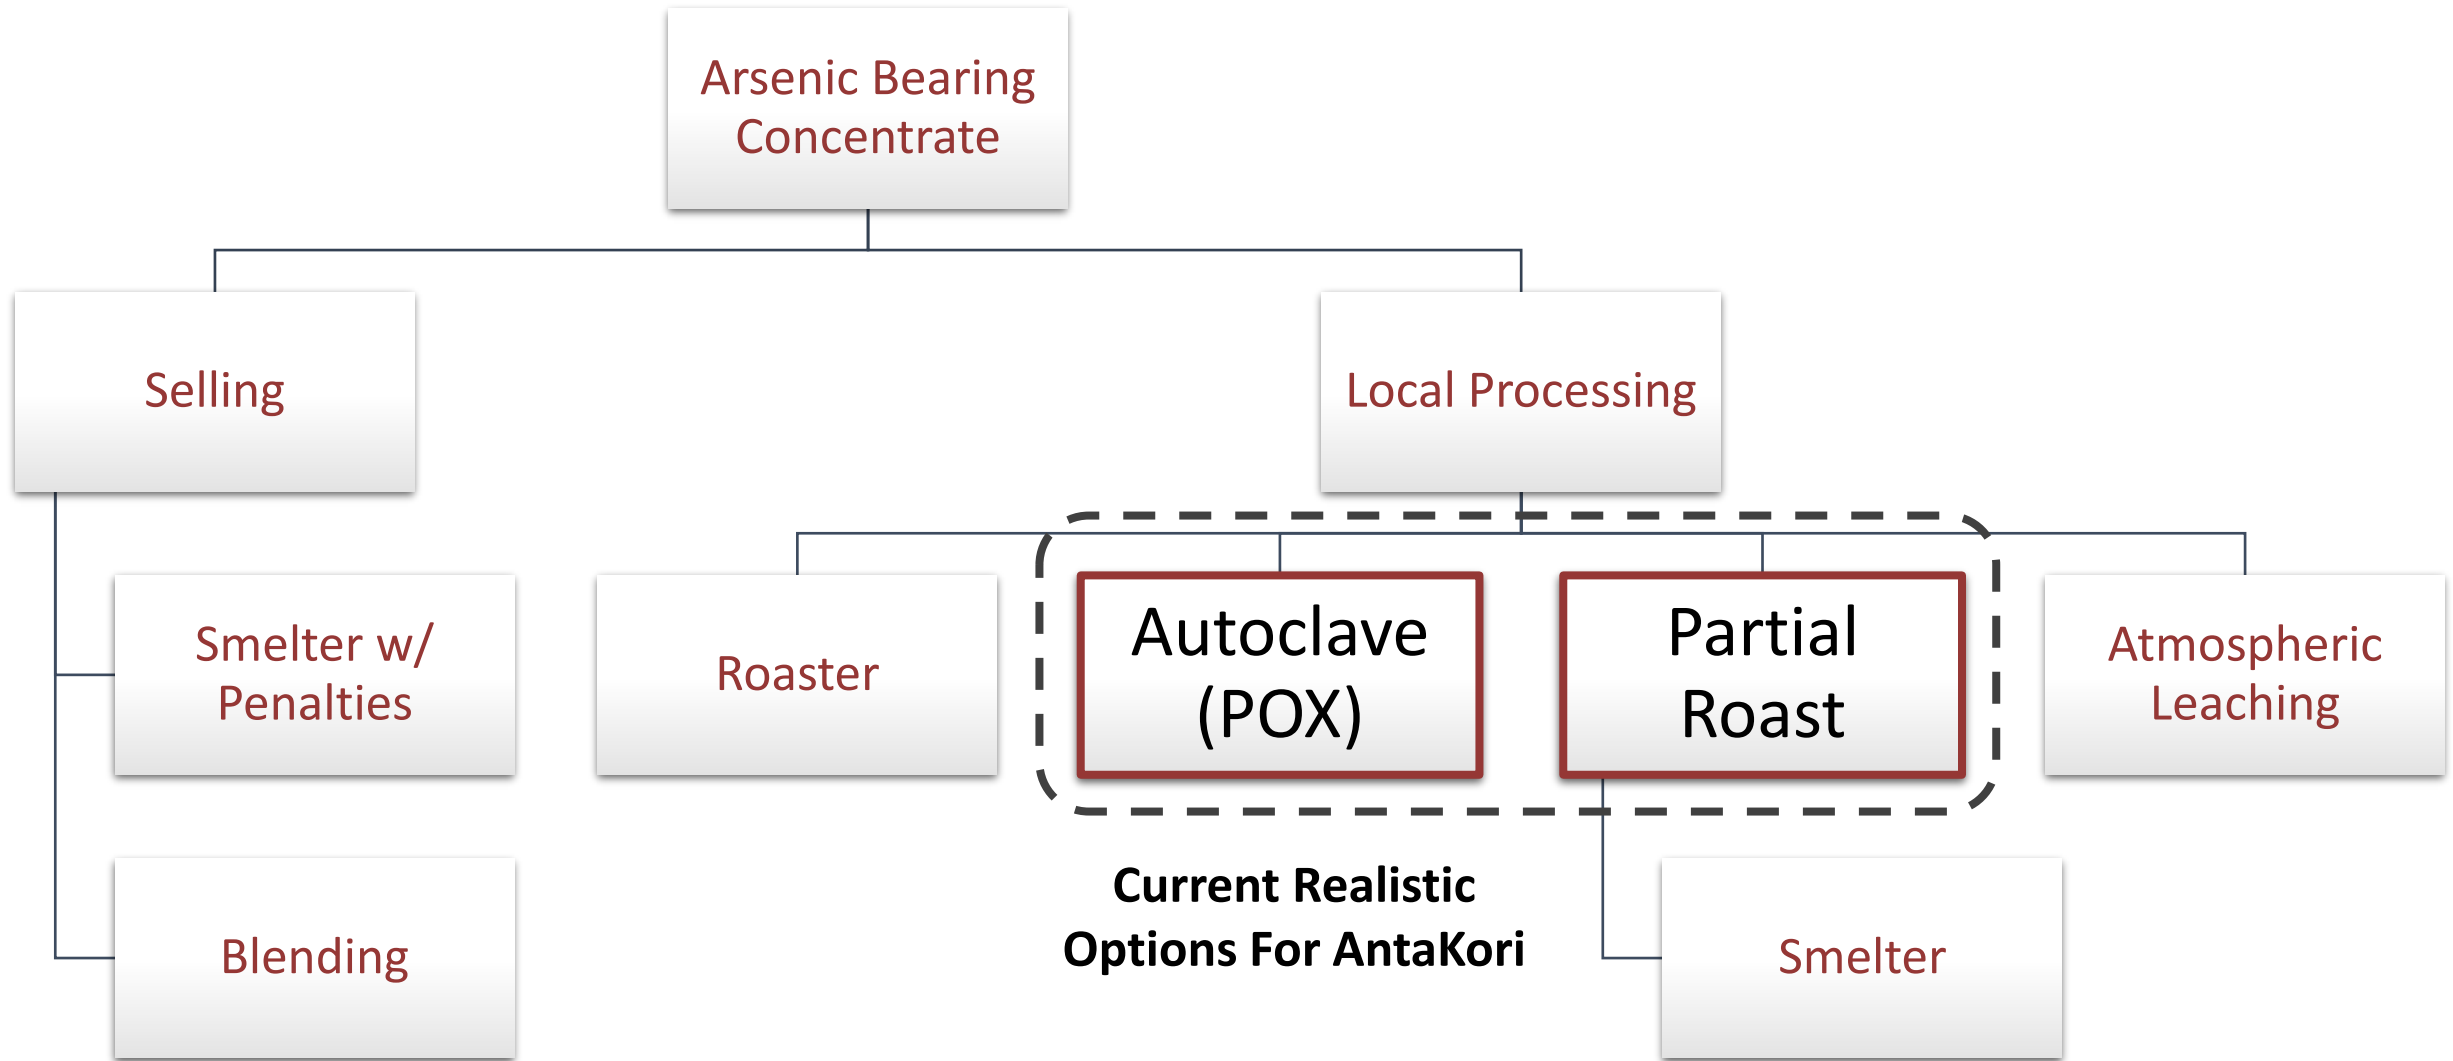 Arsenic Bearing
Concentrate
Selling
Local Processing
Smelter w/
Penalties
Roaster
Autoclave
(POX)
Partial
Roast
Atmospheric
Leaching
Current Realistic
Options For AntaKori
Blending
Smelter